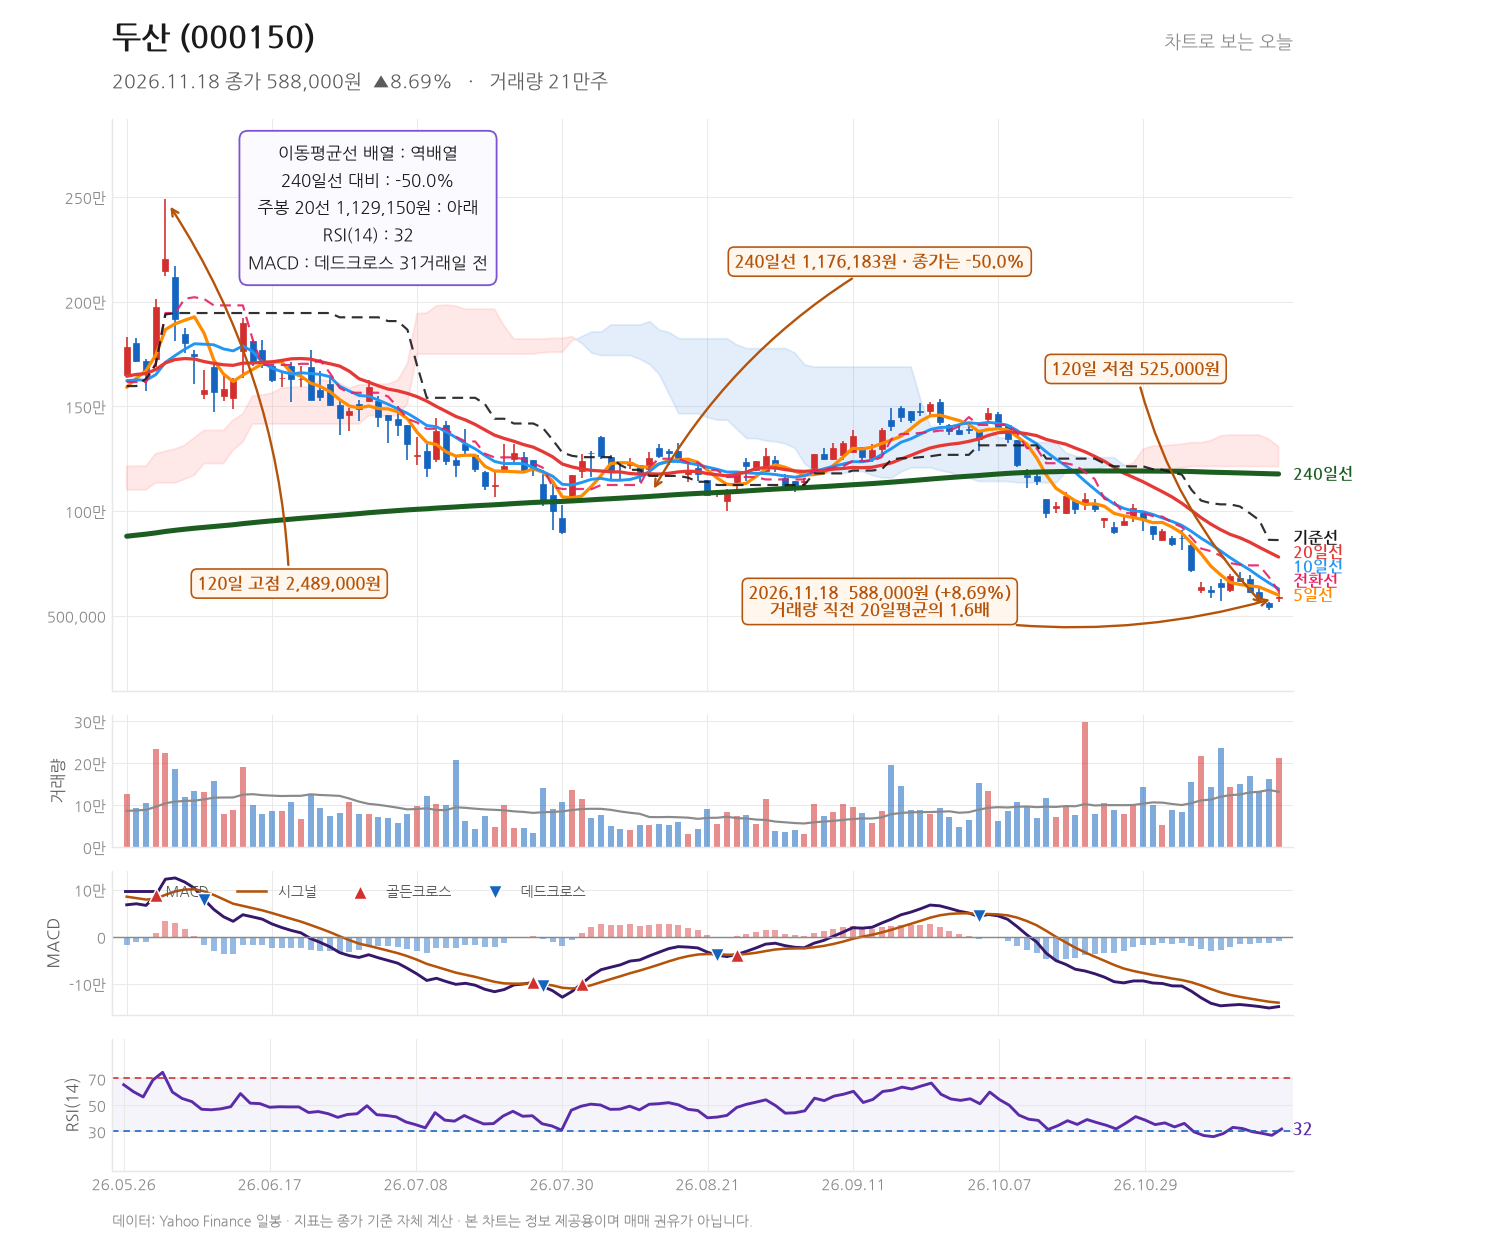 두산 (000150)
차트로 보는 오늘
2026.11.18 종가 588,000원 ▲8.69% · 거래량 21만주
이동평균선 배열 : 역배열
240일선 대비 : -50.0%
주봉 20선 1,129,150원 : 아래
RSI(14) : 32
MACD : 데드크로스 31거래일 전
240일선 1,176,183원 · 종가는 -50.0%
120일 저점 525,000원
120일 고점 2,489,000원
2026.11.18 588,000원 (+8.69%)
거래량 직전 20일평균의 1.6배
250만
200만
150만
100만
500,000
240일선
기준선
20일선
10일선
전환선
5일선
거래량
30만
20만
10만
0만
MACD
MACD
시그널
골든크로스
데드크로스
10만
0
-10만
RSI(14)
70
50
30
32
26.05.26
26.06.17
26.07.08
26.07.30
26.08.21
26.09.11
26.10.07
26.10.29
데이터: Yahoo Finance 일봉 · 지표는 종가 기준 자체 계산 · 본 차트는 정보 제공용이며 매매 권유가 아닙니다.